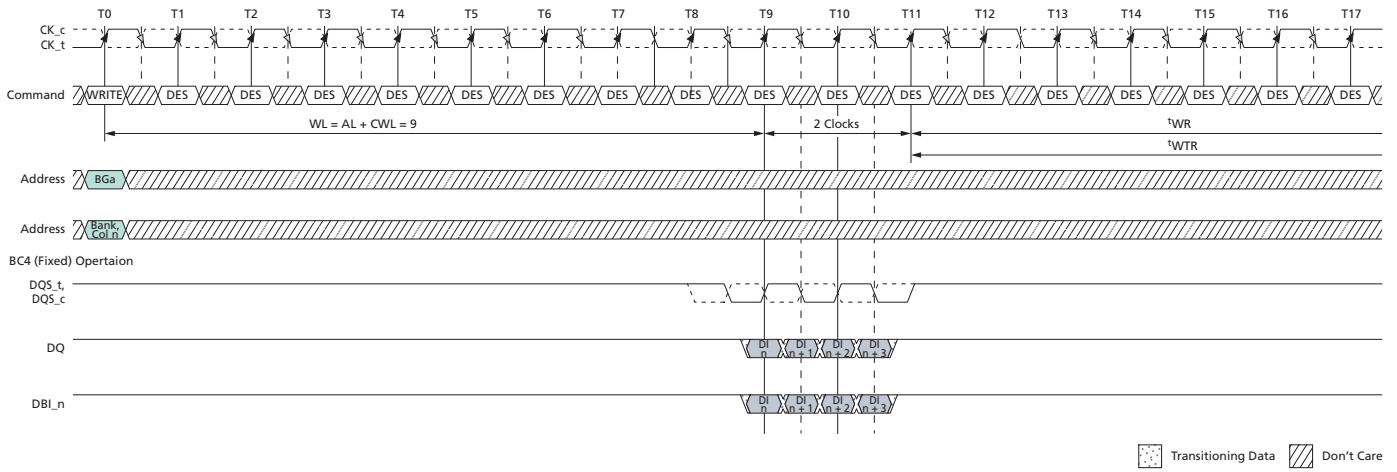 T0 T1 T2 T3 T4 T5 T6 T7 T8 T9 T10 T11 T12 T13 T14 T15 T16 T17
CK_c
CK_t
Command WRITE DES DES DES DES DES DES DES DES DES DES DES DES DES DES DES DES DES
WL = AL + CWL = 9 2 Clocks tWR
tWTR
Address BGa
Address Bank, Col n
BC4 (Fixed) Opertaion
DQS_t,
DQS_c
DQ DI n DI n + 1 DI n + 2 DI n + 3
DBI_n DI n DI n + 1 DI n + 2 DI n + 3
Transitioning Data Don't Care